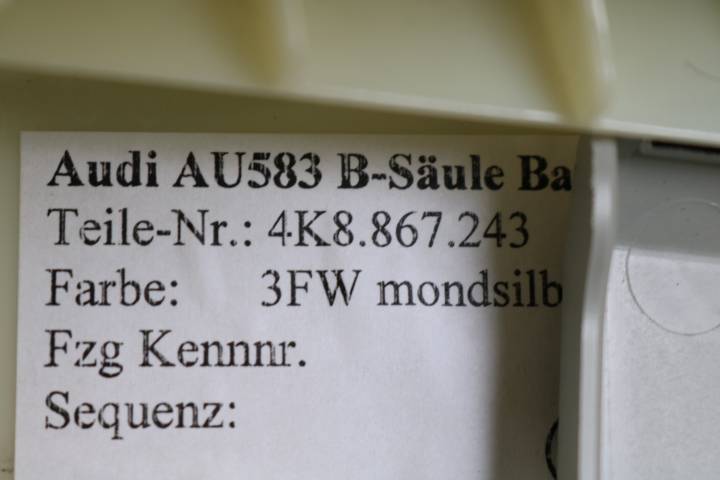 Audi AU583 B-Säule Ba
Teile-Nr.: 4K8.867.243
Farbe: 3FW mondsilb
Fzg Kennnr.
Sequenz: